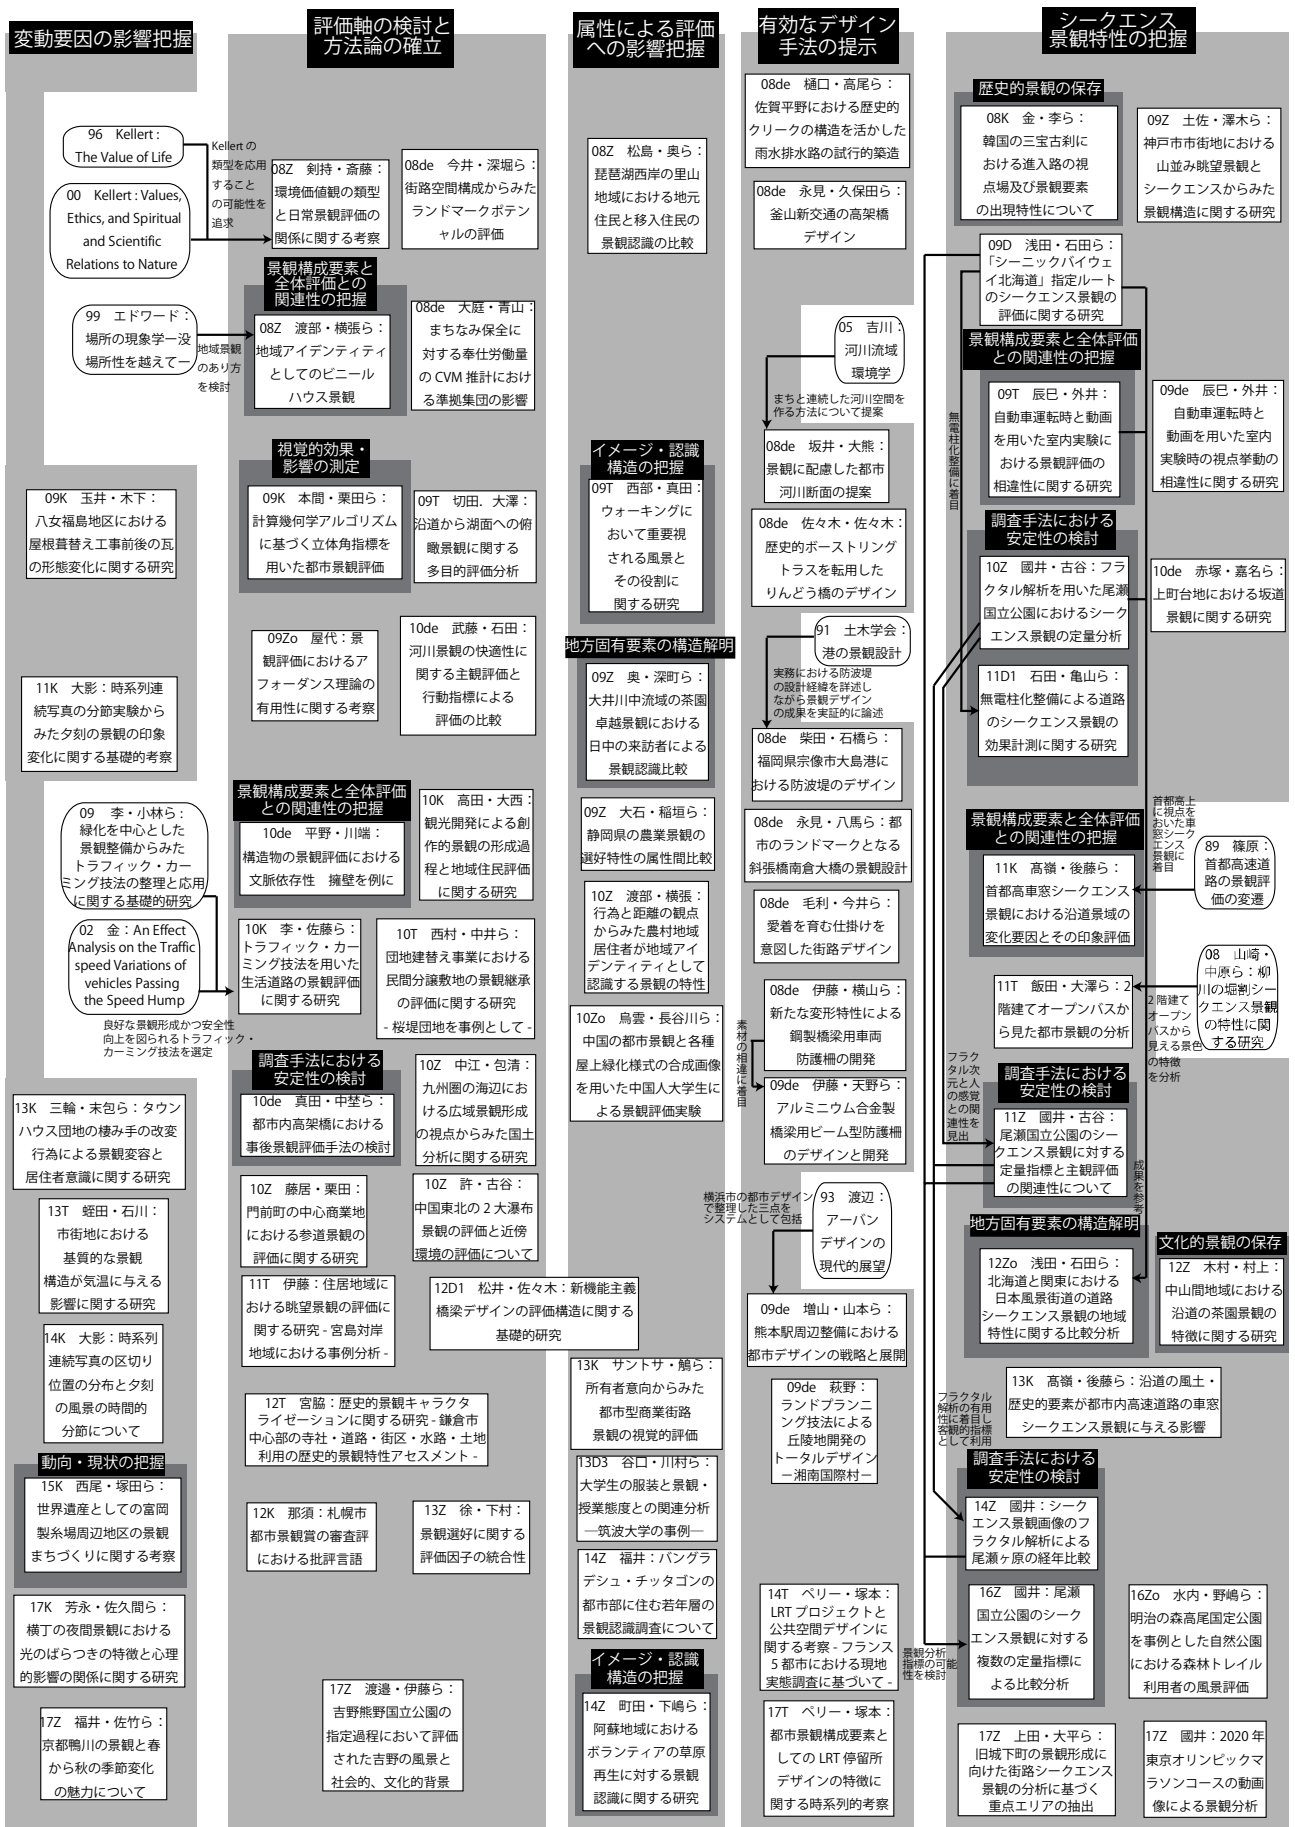 変動要因の影響把握
96　Kellert :
The Value of Life
00　Kellert : Values,
Ethics, and Spiritual
and Scientific
Relations to Nature
99　エドワード：
場所の現象学ー没
場所性を越えてー
09K　玉井・木下：
八女福島地区における
屋根葺替え工事前後の瓦
の形態変化に関する研究
11K　大影：時系列連
続写真の分節実験から
みた夕刻の景観の印象
変化に関する基礎的考察
09　李・小林ら：
緑化を中心とした
景観整備からみた
トラフィック・カー
ミング技法の整理と応用
に関する基礎的研究
02　金：An Effect
Analysis on the Traffic
speed Variations of
vehicles Passing
the Speed Hump
良好な景観形成かつ安全性
向上を図られるトラフィック・
カーミング技法を選定
13K　三輪・末包ら：タウン
ハウス団地の棲み手の改変
行為による景観変容と
居住者意識に関する研究
13T　蛭田・石川：
市街地における
基質的な景観
構造が気温に与える
影響に関する研究
14K　大影：時系列
連続写真の区切り
位置の分布と夕刻
の風景の時間的
分節について
動向・現状の把握
15K　西尾・塚田ら：
世界遺産としての富岡
製糸場周辺地区の景観
まちづくりに関する考察
17K　芳永・佐久間ら：
横丁の夜間景観における
光のばらつきの特徴と心理
的影響の関係に関する研究
17Z　福井・佐竹ら：
京都鴨川の景観と春
から秋の季節変化
の魅力について
評価軸の検討と
方法論の確立
Kellert の
類型を応用
すること
の可能性を
追求
08Z　剣持・斎藤：
環境価値観の類型
と日常景観評価の
関係に関する考察
08de　今井・深堀ら：
街路空間構成からみた
ランドマークポテン
ャルの評価
景観構成要素と
全体評価との
関連性の把握
地域景観
のあり方
を検討
08Z　渡部・横張ら：
地域アイデンティティ
としてのビニール
ハウス景観
08de　大庭・青山：
まちなみ保全に
対する奉仕労働量
の CVM 推計におけ
る準拠集団の影響
視覚的効果・
影響の測定
09K　本間・栗田ら：
計算幾何学アルゴリズム
に基づく立体角指標を
用いた都市景観評価
09T　切田．大澤：
沿道から湖面への俯
瞰景観に関する
多目的評価分析
09Zo　屋代：景
観評価におけるア
フォーダンス理論の
有用性に関する考察
10de　武藤・石田：
河川景観の快適性に
関する主観評価と
行動指標による
評価の比較
景観構成要素と全体評価
との関連性の把握
10de　平野・川端：
構造物の景観評価における
文脈依存性　擁壁を例に
10K　高田・大西：
観光開発による創
作的景観の形成過
程と地域住民評価
に関する研究
10K　李・佐藤ら：
トラフィック・カー
ミング技法を用いた
生活道路の景観評価
に関する研究
10T　西村・中井ら：
団地建替え事業における
民間分譲敷地の景観継承
の評価に関する研究
- 桜堤団地を事例として -
調査手法における
安定性の検討
10de　真田・中埜ら：
都市内高架橋における
事後景観評価手法の検討
10Z　中江・包清：
九州圏の海辺にお
ける広域景観形成
の視点からみた国土
分析に関する研究
10Z　藤居・栗田：
門前町の中心商業地
における参道景観の
評価に関する研究
10Z　許・古谷：
中国東北の 2 大瀑布
景観の評価と近傍
環境の評価について
11T　伊藤：住居地域に
おける眺望景観の評価に
関する研究 - 宮島対岸
地域における事例分析 -
12D1　松井・佐々木：新機能主義
橋梁デザインの評価構造に関する
基礎的研究
12T　宮脇：歴史的景観キャラクタ
ライゼーションに関する研究 - 鎌倉市
中心部の寺社・道路・街区・水路・土地
利用の歴史的景観特性アセスメント -
12K　那須：札幌市
都市景観賞の審査評
における批評言語
13Z　徐・下村：
景観選好に関する
評価因子の統合性
17Z　渡邉・伊藤ら：
吉野熊野国立公園の
指定過程において評価
された吉野の風景と
社会的、文化的背景
属性による評価
への影響把握
08Z　松島・奥ら：
琵琶湖西岸の里山
地域における地元
住民と移入住民の
景観認識の比較
イメージ・認識
構造の把握
09T　西部・真田：
ウォーキングに
おいて重要視
される風景と
その役割に
関する研究
地方固有要素の構造解明
09Z　奥・深町ら：
大井川中流域の茶園
卓越景観における
日中の来訪者による
景観認識比較
09Z　大石・稲垣ら：
静岡県の農業景観の
選好特性の属性間比較
10Z　渡部・横張：
行為と距離の観点
からみた農村地域
居住者が地域アイ
デンティティとして
認識する景観の特性
10Zo　烏雲・長谷川ら：
中国の都市景観と各種
屋上緑化様式の合成画像
を用いた中国人大学生に
よる景観評価実験
13K　サントサ・鵤ら：
所有者意向からみた
都市型商業街路
景観の視覚的評価
13D3　谷口・川村ら：
大学生の服装と景観・
授業態度との関連分析
―筑波大学の事例―
14Z　福井：バングラ
デシュ・チッタゴンの
都市部に住む若年層の
景観認識調査について
イメージ・認識
構造の把握
14Z　町田・下嶋ら：
阿蘇地域における
ボランティアの草原
再生に対する景観
認識に関する研究
有効なデザイン
手法の提示
08de　樋口・高尾ら：
佐賀平野における歴史的
クリークの構造を活かした
雨水排水路の試行的築造
08de　永見・久保田ら：
釜山新交通の高架橋
デザイン
05　吉川：
河川流域
環境学
まちと連続した河川空間を
作る方法について提案
08de　坂井・大熊：
景観に配慮した都市
河川断面の提案
08de　佐々木・佐々木：
歴史的ボーストリング
トラスを転用した
りんどう橋のデザイン
91　土木学会：
港の景観設計
実務における防波堤
の設計経緯を詳述し
ながら景観デザイン
の成果を実証的に論述
08de　柴田・石橋ら：
福岡県宗像市大島港に
おける防波堤のデザイン
08de　永見・八馬ら：都
市のランドマークとなる
斜張橋南倉大橋の景観設計
08de　毛利・今井ら：
愛着を育む仕掛けを
意図した街路デザイン
素材の相違に着目
08de　伊藤・横山ら：
新たな変形特性による
鋼製橋梁用車両
防護柵の開発
09de　伊藤・天野ら：
アルミニウム合金製
橋梁用ビーム型防護柵
のデザインと開発
横浜市の都市デザイン
で整理した三点を
システムとして包括
93　渡辺：
アーバン
デザインの
現代的展望
09de　増山・山本ら：
熊本駅周辺整備における
都市デザインの戦略と展開
09de　萩野：
ランドプランニ
ング技法による
丘陵地開発の
トータルデザイン
－湘南国際村－
14T　ペリー・塚本：
LRT プロジェクトと
公共空間デザインに
関する考察 - フランス
5 都市における現地
実態調査に基づいて -
17T　ペリー・塚本：
都市景観構成要素と
しての LRT 停留所
デザインの特徴に
関する時系列的考察
シークエンス
景観特性の把握
歴史的景観の保存
08K　金・李ら：
韓国の三宝古刹に
おける進入路の視
点場及び景観要素
の出現特性について
09Z　土佐・澤木ら：
神戸市市街地における
山並み眺望景観と
シークエンスからみた
景観構造に関する研究
09D　浅田・石田ら：
「シーニックバイウェ
イ北海道」指定ルート
のシークエンス景観の
評価に関する研究
景観構成要素と全体評価
との関連性の把握
無電柱化整備に着目
09T　辰巳・外井：
自動車運転時と動画
を用いた室内実験に
おける景観評価の
相違性に関する研究
09de　辰巳・外井：
自動車運転時と
動画を用いた室内
実験時の視点挙動の
相違性に関する研究
調査手法における
安定性の検討
10Z　國井・古谷：フラ
クタル解析を用いた尾瀬
国立公園におけるシーク
エンス景観の定量分析
10de　赤塚・嘉名ら：
上町台地における坂道
景観に関する研究
11D1　石田・亀山ら：
無電柱化整備による道路
のシークエンス景観の
効果計測に関する研究
景観構成要素と全体評価
との関連性の把握
首都高上
に視点を
おいた車
窓シーク
エンス
景観に
着目
11K　髙嶺・後藤ら：
首都高車窓シークエンス
景観における沿道景域の
変化要因とその印象評価
89　篠原：
首都高速道
路の景観評
価の変遷
11T　飯田・大澤ら：2
階建てオープンバスか
ら見た都市景観の分析
08　山崎・
中原ら：柳
川の堀割シー
クエンス景観
の特性に関
する研究
2 階建て
オープン
バスから
見える景色
の特徴
を分析
フラク
タル次
元と人
の感覚
との関
連性を
見出
調査手法における
安定性の検討
11Z　國井・古谷：
尾瀬国立公園のシー
クエンス景観に対する
定量指標と主観評価
の関連性について
成果を参考
地方固有要素の構造解明
12Zo　浅田・石田ら：
北海道と関東における
日本風景街道の道路
シークエンス景観の地域
特性に関する比較分析
文化的景観の保存
12Z　木村・村上：
中山間地域における
沿道の茶園景観の
特徴に関する研究
13K　髙嶺・後藤ら：沿道の風土・
歴史的要素が都市内高速道路の車窓
シークエンス景観に与える影響
フラクタル
解析の有用
性に着目し
客観的指標
として利用
調査手法における
安定性の検討
14Z　國井：シーク
エンス景観画像のフ
ラクタル解析による
尾瀬ヶ原の経年比較
景観分析
指標の可能
性を検討
16Z　國井：尾瀬
国立公園のシーク
エンス景観に対する
複数の定量指標に
よる比較分析
16Zo　水内・野嶋ら：
明治の森高尾国定公園
を事例とした自然公園
における森林トレイル
利用者の風景評価
17Z　上田・大平ら：
旧城下町の景観形成に
向けた街路シークエンス
景観の分析に基づく
重点エリアの抽出
17Z　國井：2020 年
東京オリンピックマ
ラソンコースの動画
像による景観分析